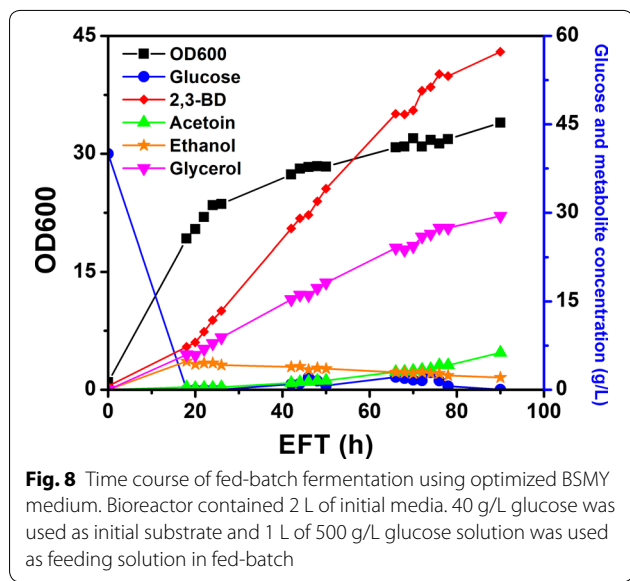 45
30
15
0
OD600
OD600
Glucose
2,3-BD
Acetoin
Ethanol
Glycerol
60
45
30
15
0
Glucose and metabolite concentration (g/L)
0 20 40 60 80 100
EFT (h)
Fig. 8 Time course of fed-batch fermentation using optimized BSMY
medium. Bioreactor contained 2 L of initial media. 40 g/L glucose was
used as initial substrate and 1 L of 500 g/L glucose solution was used
as feeding solution in fed-batch